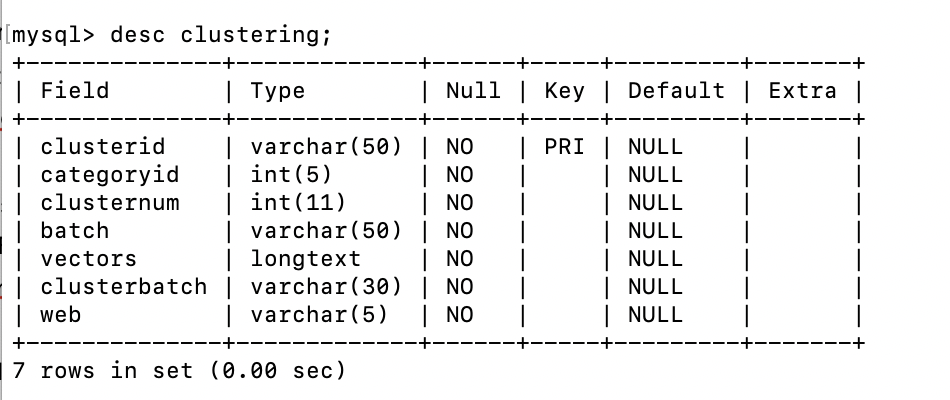 mysql> desc clustering;
+--------------+-------------+------+-----+---------+-------+
| Field        | Type        | Null | Key | Default | Extra |
+--------------+-------------+------+-----+---------+-------+
| clusterid    | varchar(50) | NO   | PRI | NULL    |       |
| categoryid   | int(5)      | NO   |     | NULL    |       |
| clusternum   | int(11)     | NO   |     | NULL    |       |
| batch        | varchar(50) | NO   |     | NULL    |       |
| vectors      | longtext    | NO   |     | NULL    |       |
| clusterbatch | varchar(30) | NO   |     | NULL    |       |
| web          | varchar(5)  | NO   |     | NULL    |       |
+--------------+-------------+------+-----+---------+-------+
7 rows in set (0.00 sec)